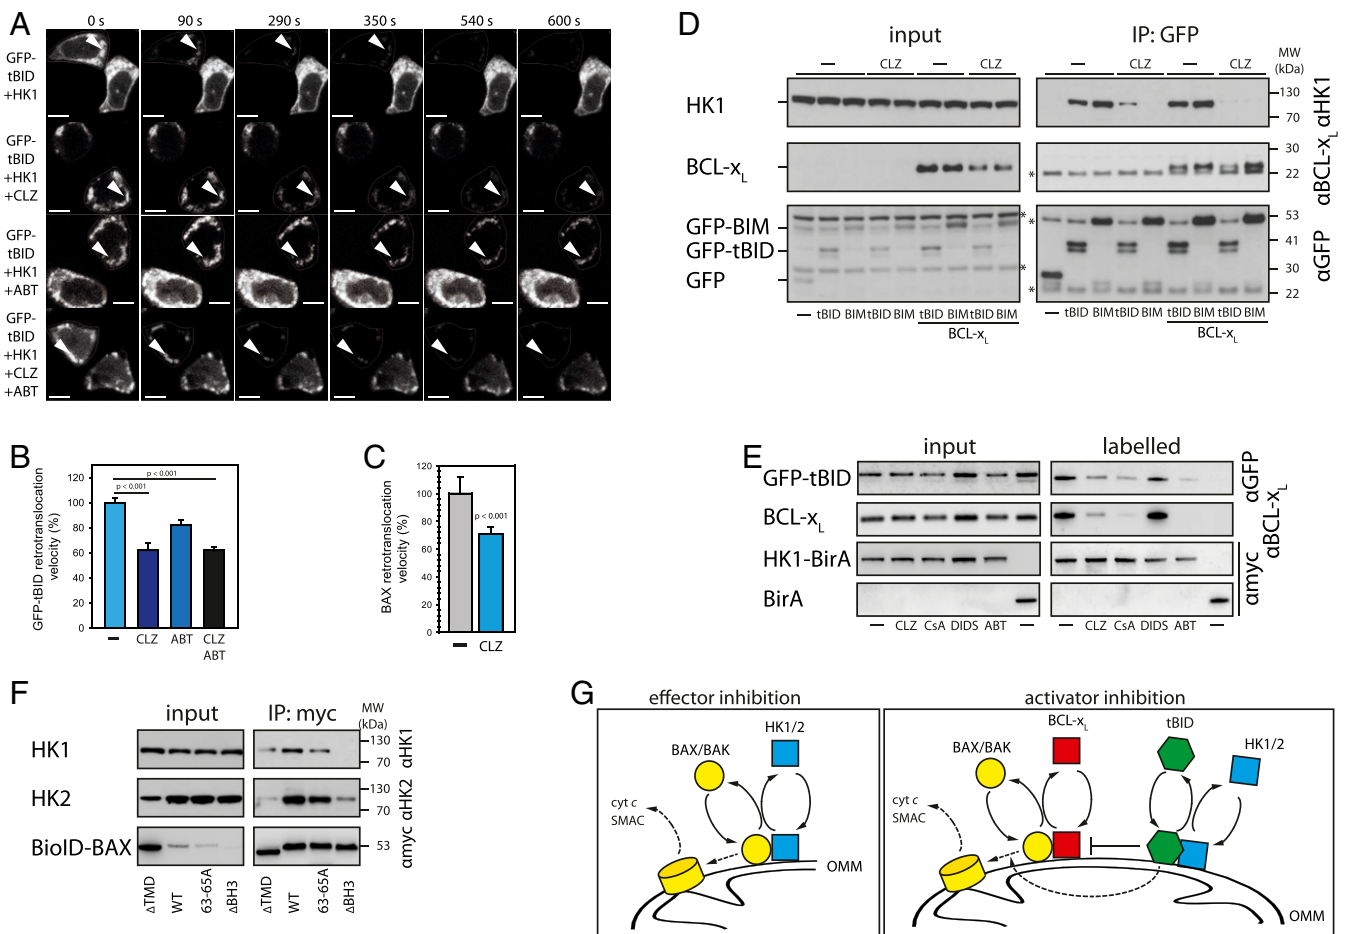 A
0 s 90 s 290 s 350 s 540 s 600 s
GFP-
tBID
+HK1
GFP-
tBID
+HK1
+CLZ
GFP-
tBID
+HK1
+ABT
GFP-
tBID
+HK1
+CLZ
+ABT
B
GFP-tBID retrotranslocation
velocity (%)
120
100
80
60
40
20
0
p < 0.001
p < 0.001
– CLZ ABT CLZ
ABT
C
BAX retrotranslocation
velocity (%)
120
100
80
60
40
20
0
p < 0.001
– CLZ
D
input IP: GFP
MW
(kDa)
– CLZ – CLZ – CLZ – CLZ
HK1 130
70
αHK1
BCL-xL * 30
22
αBCL-xL
GFP-BIM
GFP-tBID
GFP
*
*
*
53
41
30
22
αGFP
– tBID BIM tBID BIM tBID BIM tBID BIM
BCL-xL
– tBID BIM tBID BIM tBID BIM tBID BIM
BCL-xL
E
input labelled
GFP-tBID αGFP
BCL-xL αBCL-xL
HK1-BirA
BirA
αmyc
– CLZ CsA DIDS ABT –
– CLZ CsA DIDS ABT –
F
input IP: myc
MW
(kDa)
HK1 130
70
αHK1
HK2 130
70
αHK2
BioID-BAX 53
αmyc
ΔTMD WT 63-65A ΔBH3
ΔTMD WT 63-65A ΔBH3
G
effector inhibition
HK1/2
BAX/BAK
cyt c
SMAC
OMM
activator inhibition
BCL-xL
tBID
BAX/BAK
HK1/2
cyt c
SMAC
OMM